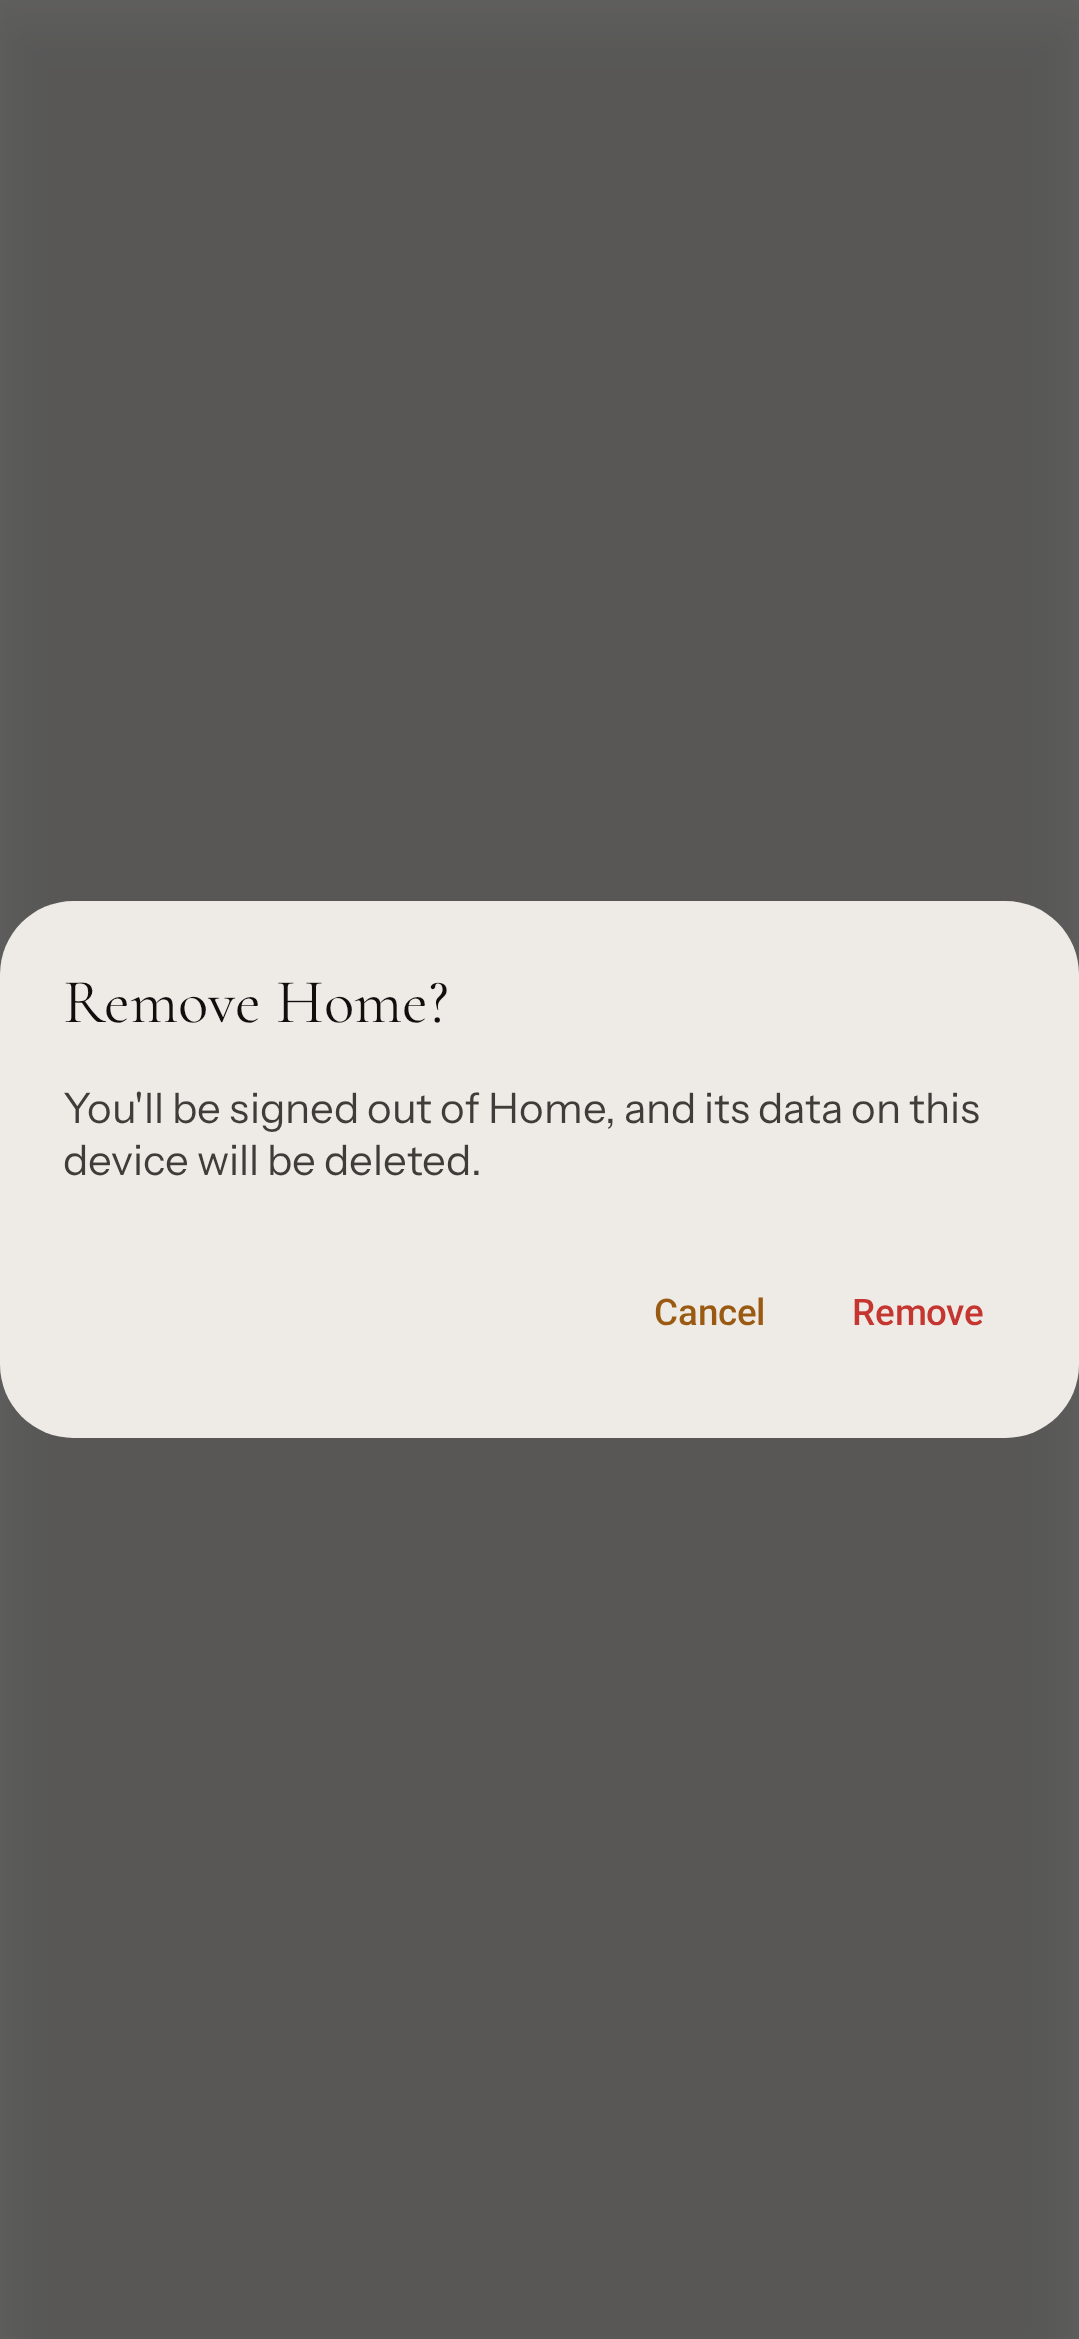 Remove Home?
You'll be signed out of Home, and its data on this
device will be deleted.
Cancel Remove